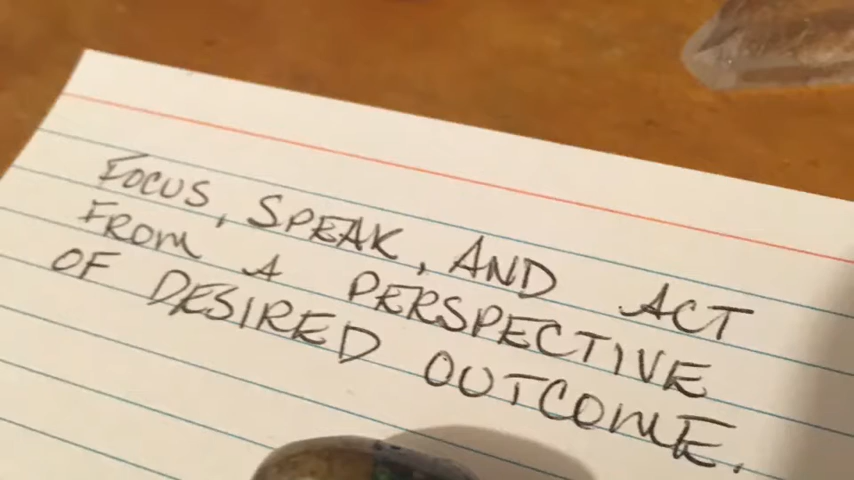 FOCUS, SPEAK, AND ACT
FROM A PERSPECTIVE
OF DESIRED OUTCOME.